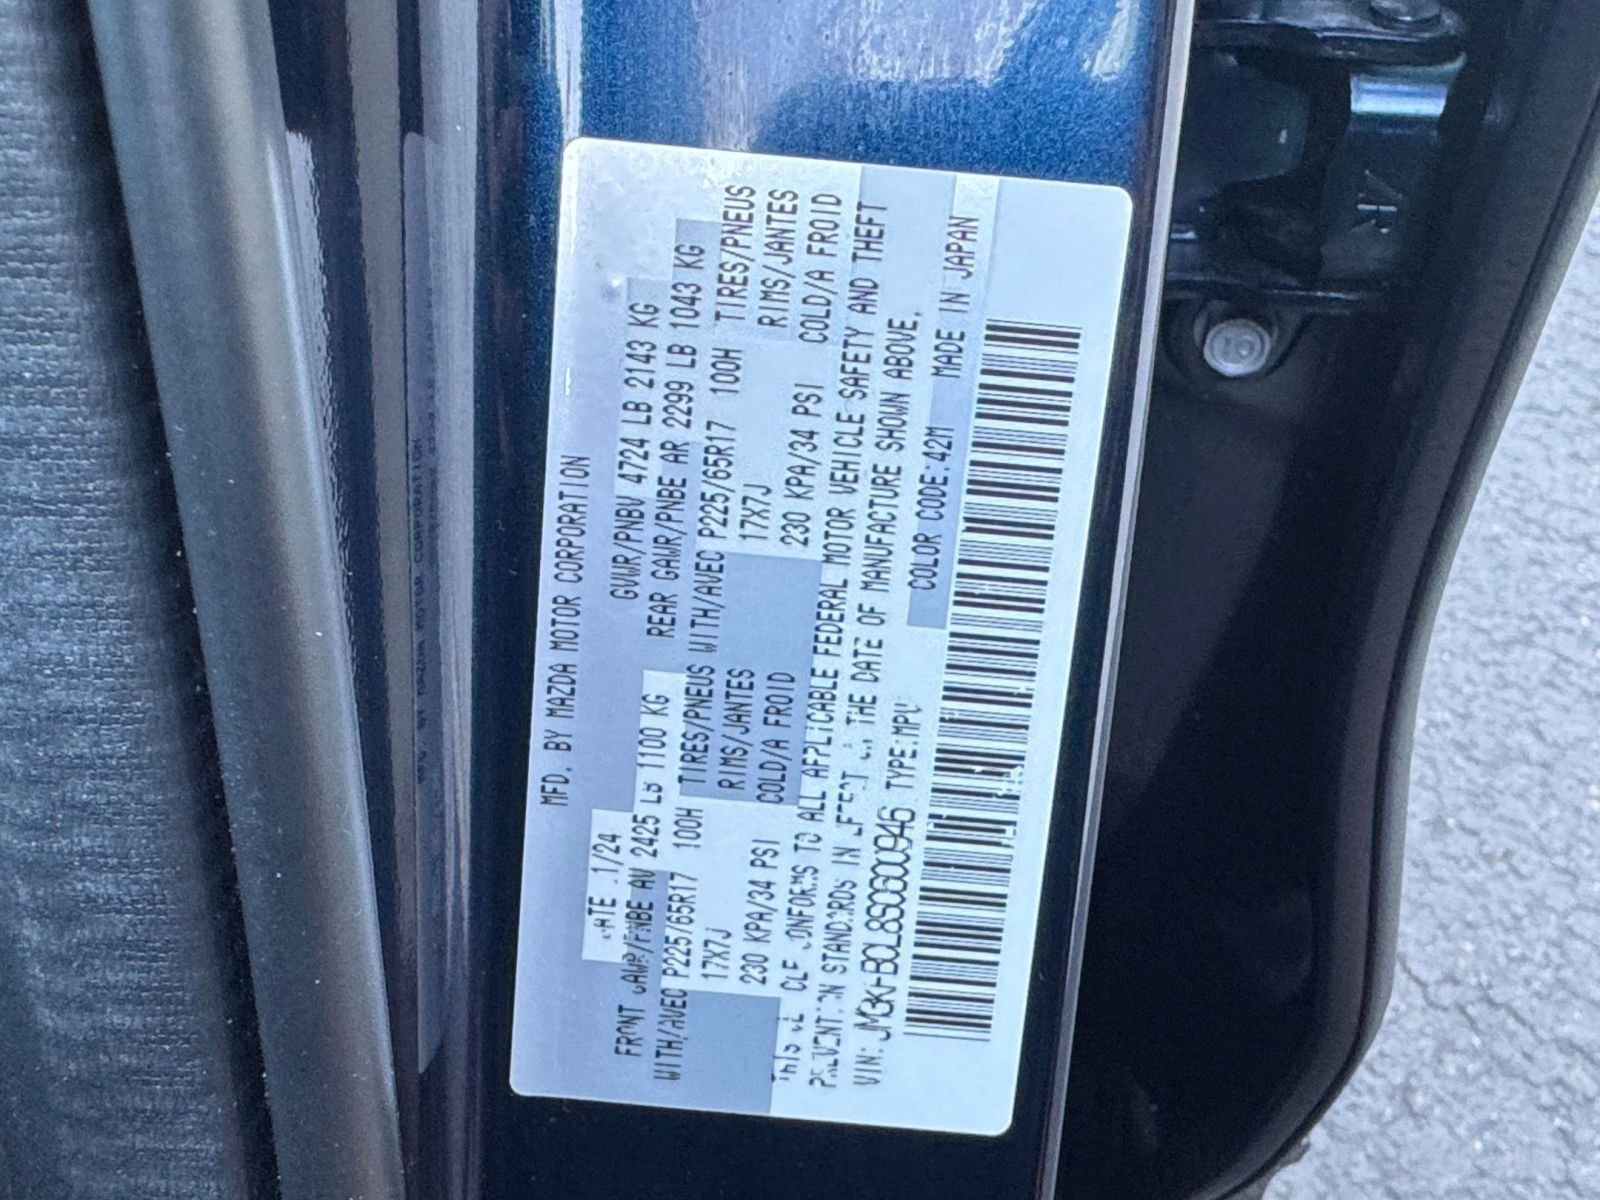 MFD. BY MAZDA MOTOR CORPORATION
ATE 1/24 GVWR/PNBV 4724 LB 2143 KG
FRONT GAWR/PNBE AV 2425 LB 1100 KG REAR GAWR/PNBE AR 2299 LB 1043 KG
WITH/AVEC P225/65R17 100H TIRES/PNEUS WITH/AVEC P225/65R17 100H TIRES/PNEUS
17X7J RIMS/JANTES 17X7J RIMS/JANTES
230 KPA/34 PSI COLD/A FROID 230 KPA/34 PSI COLD/A FROID
TO ALL APPLICABLE FEDERAL MOTOR VEHICLE SAFETY AND THEFT
STANDARDS IN THE DATE OF MANUFACTURE SHOWN ABOVE.
VIN: TYPE:MPV COLOR CODE:42M MADE IN JAPAN